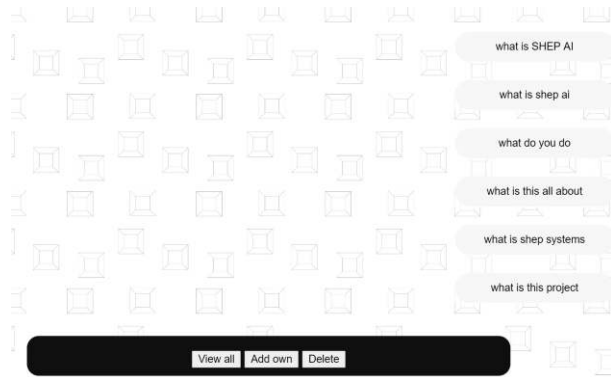 what is SHEP AI
what is shep ai
what do you do
what is this all about
what is shep systems
what is this project
View all Add own Delete